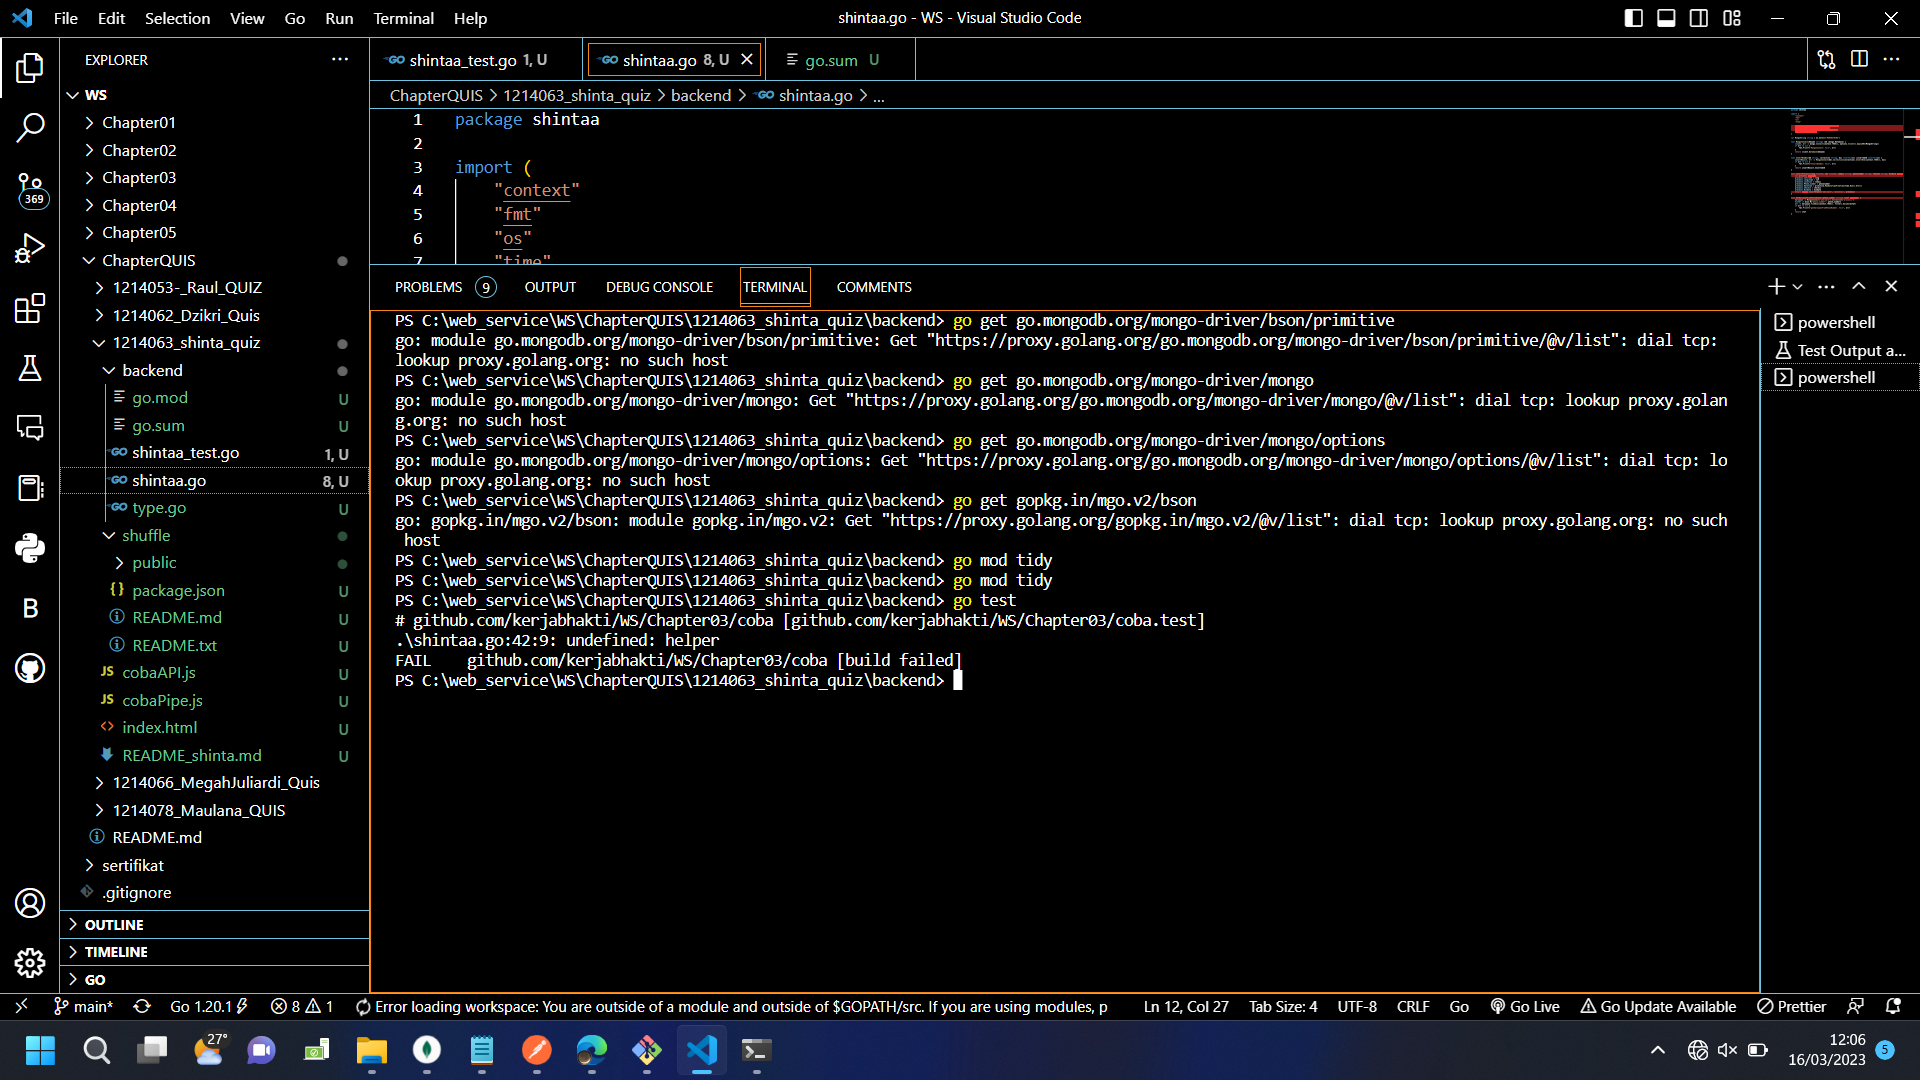 File Edit Selection View Go Run Terminal Help
shintaa.go - WS - Visual Studio Code
EXPLORER
WS
Chapter01
Chapter02
Chapter03
Chapter04
Chapter05
ChapterQUIS
1214053-_Raul_QUIZ
1214062_Dzikri_Quis
1214063_shinta_quiz
backend
go.mod U
go.sum U
shintaa_test.go 1, U
shintaa.go 8, U
type.go U
shuffle
public
package.json U
README.md U
README.txt U
cobaAPI.js U
cobaPipe.js U
index.html U
README_shinta.md U
1214066_MegahJuliardi_Quis
1214078_Maulana_QUIS
README.md
sertifikat
.gitignore
OUTLINE
TIMELINE
GO
369
B
shintaa_test.go 1, U
shintaa.go 8, U
go.sum U
ChapterQUIS > 1214063_shinta_quiz > backend > shintaa.go > ...
1 package shintaa
2
3 import (
4 "context"
5 "fmt"
6 "os"
7 "time"
PROBLEMS 9 OUTPUT DEBUG CONSOLE TERMINAL COMMENTS
PS C:\web_service\WS\ChapterQUIS\1214063_shinta_quiz\backend> go get go.mongodb.org/mongo-driver/bson/primitive
go: module go.mongodb.org/mongo-driver/bson/primitive: Get "https://proxy.golang.org/go.mongodb.org/mongo-driver/bson/primitive/@v/list": dial tcp:
lookup proxy.golang.org: no such host
PS C:\web_service\WS\ChapterQUIS\1214063_shinta_quiz\backend> go get go.mongodb.org/mongo-driver/mongo
go: module go.mongodb.org/mongo-driver/mongo: Get "https://proxy.golang.org/go.mongodb.org/mongo-driver/mongo/@v/list": dial tcp: lookup proxy.golan
g.org: no such host
PS C:\web_service\WS\ChapterQUIS\1214063_shinta_quiz\backend> go get go.mongodb.org/mongo-driver/mongo/options
go: module go.mongodb.org/mongo-driver/mongo/options: Get "https://proxy.golang.org/go.mongodb.org/mongo-driver/mongo/options/@v/list": dial tcp: lo
okup proxy.golang.org: no such host
PS C:\web_service\WS\ChapterQUIS\1214063_shinta_quiz\backend> go get gopkg.in/mgo.v2/bson
go: gopkg.in/mgo.v2/bson: module gopkg.in/mgo.v2: Get "https://proxy.golang.org/gopkg.in/mgo.v2/@v/list": dial tcp: lookup proxy.golang.org: no such
host
PS C:\web_service\WS\ChapterQUIS\1214063_shinta_quiz\backend> go mod tidy
PS C:\web_service\WS\ChapterQUIS\1214063_shinta_quiz\backend> go mod tidy
PS C:\web_service\WS\ChapterQUIS\1214063_shinta_quiz\backend> go test
# github.com/kerjabhakti/WS/Chapter03/coba [github.com/kerjabhakti/WS/Chapter03/coba.test]
.\shintaa.go:42:9: undefined: helper
FAIL github.com/kerjabhakti/WS/Chapter03/coba [build failed]
PS C:\web_service\WS\ChapterQUIS\1214063_shinta_quiz\backend>
powershell
Test Output a...
powershell
main* Go 1.20.1 8 1 Error loading workspace: You are outside of a module and outside of $GOPATH/src. If you are using modules, p Ln 12, Col 27 Tab Size: 4 UTF-8 CRLF Go Go Live Go Update Available Prettier
27°
12:06
16/03/2023
5